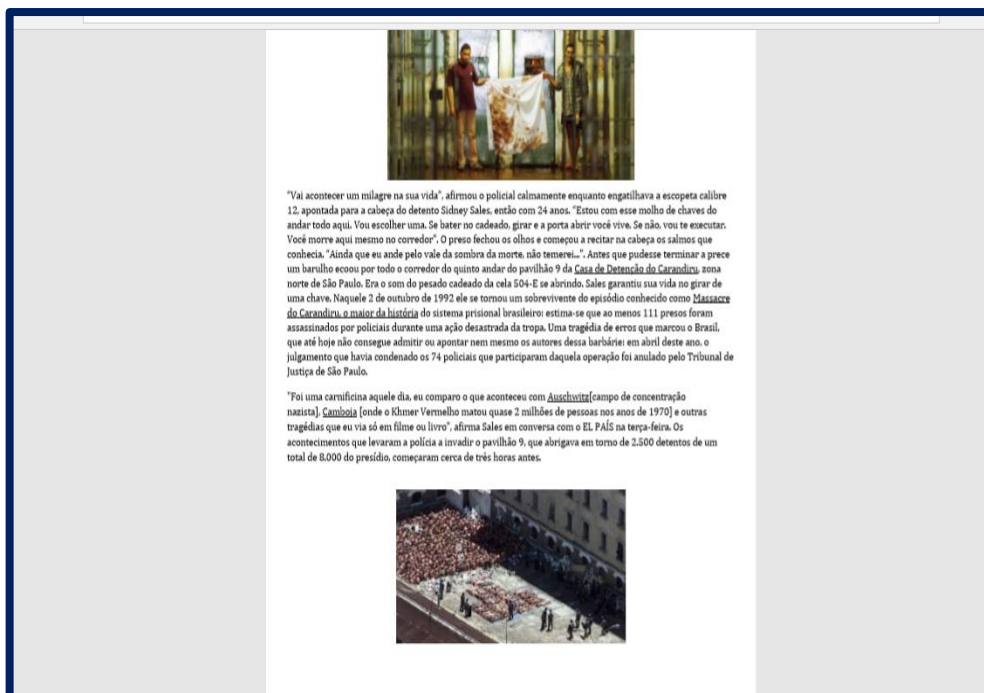 “Vai acontecer um milagre na sua vida”, afirmou o policial calmamente enquanto engatilhava a escopeta calibre
12, apontada para a cabeça do detento Sidney Sales, então com 24 anos. “Estou com esse molho de chaves do
andar todo aqui. Vou escolher uma. Se bater no cadeado, girar e a porta abrir você vive. Se não, vou te executar.
Você morre aqui mesmo no corredor”. O preso fechou os olhos e começou a recitar na cabeça os salmos que
conhecia. “Ainda que eu ande pelo vale da sombra da morte, não temerei...”. Antes que pudesse terminar a prece
um barulho ecoou por todo o corredor do quinto andar do pavilhão 9 da Casa de Detenção do Carandiru, zona
norte de São Paulo. Era o som do pesado cadeado da cela 504-E se abrindo. Sales garantiu sua vida no girar de
uma chave. Naquele 2 de outubro de 1992 ele se tornou um sobrevivente do episódio conhecido como Massacre
do Carandiru, o maior da história do sistema prisional brasileiro: estima-se que ao menos 111 presos foram
assassinados por policiais durante uma ação desastrada da tropa. Uma tragédia de erros que marcou o Brasil,
que até hoje não consegue admitir ou apontar nem mesmo os autores dessa barbárie: em abril deste ano, o
julgamento que havia condenado os 74 policiais que participaram daquela operação foi anulado pelo Tribunal de
Justiça de São Paulo.
"Foi uma carnificina aquele dia, eu comparo o que aconteceu com Auschwitz[campo de concentração
nazista], Camboja [onde o Khmer Vermelho matou quase 2 milhões de pessoas nos anos de 1970] e outras
tragédias que eu via só em filme ou livro”, afirma Sales em conversa com o EL PAÍS na terça-feira. Os
acontecimentos que levaram a polícia a invadir o pavilhão 9, que abrigava em torno de 2.500 detentos de um
total de 8.000 do presídio, começaram cerca de três horas antes.